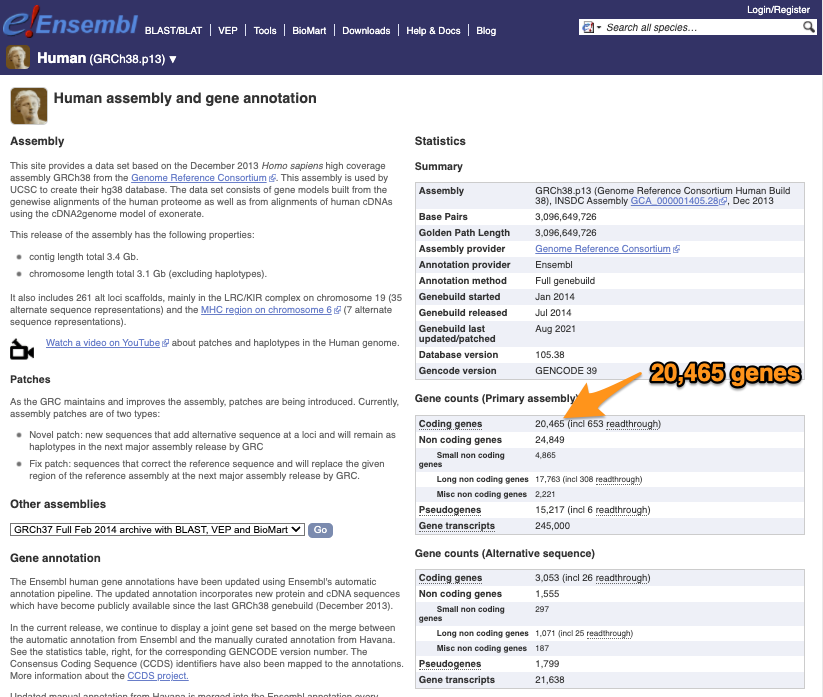 Login/Register
e!Ensembl
BLAST/BLAT VEP Tools BioMart Downloads Help & Docs Blog
Search all species...
Human (GRCh38.p13) ▼
Human assembly and gene annotation
Assembly
This site provides a data set based on the December 2013 Homo sapiens high coverage
assembly GRCh38 from the Genome Reference Consortium. This assembly is used by
UCSC to create their hg38 database. The data set consists of gene models built from the
genewise alignments of the human proteome as well as from alignments of human cDNAs
using the cDNA2genome model of exonerate.
This release of the assembly has the following properties:
contig length total 3.4 Gb.
chromosome length total 3.1 Gb (excluding haplotypes).
It also includes 261 alt loci scaffolds, mainly in the LRC/KIR complex on chromosome 19 (35
alternate sequence representations) and the MHC region on chromosome 6 (7 alternate
sequence representations).
Watch a video on YouTube about patches and haplotypes in the Human genome.
Patches
As the GRC maintains and improves the assembly, patches are being introduced. Currently,
assembly patches are of two types:
Novel patch: new sequences that add alternative sequence at a loci and will remain as
haplotypes in the next major assembly release by GRC
Fix patch: sequences that correct the reference sequence and will replace the given
region of the reference assembly at the next major assembly release by GRC.
Other assemblies
GRCh37 Full Feb 2014 archive with BLAST, VEP and BioMart Go
Gene annotation
The Ensembl human gene annotations have been updated using Ensembl's automatic
annotation pipeline. The updated annotation incorporates new protein and cDNA sequences
which have become publicly available since the last GRCh38 genebuild (December 2013).
In the current release, we continue to display a joint gene set based on the merge between
the automatic annotation from Ensembl and the manually curated annotation from Havana.
See the statistics table, right, for the corresponding GENCODE version number. The
Consensus Coding Sequence (CCDS) identifiers have also been mapped to the annotations.
More information about the CCDS project.
Updated manual annotation from Havana is merged into the Ensembl annotation every
Statistics
Summary
Assembly GRCh38.p13 (Genome Reference Consortium Human Build
38), INSDC Assembly GCA_000001405.28, Dec 2013
Base Pairs 3,096,649,726
Golden Path Length 3,096,649,726
Assembly provider Genome Reference Consortium
Annotation provider Ensembl
Annotation method Full genebuild
Genebuild started Jan 2014
Genebuild released Jul 2014
Genebuild last
updated/patched Aug 2021
Database version 105.38
Gencode version GENCODE 39
20,465 genes
Gene counts (Primary assembly)
Coding genes 20,465 (incl 653 readthrough)
Non coding genes 24,849
Small non coding
genes 4,865
Long non coding genes 17,763 (incl 308 readthrough)
Misc non coding genes 2,221
Pseudogenes 15,217 (incl 6 readthrough)
Gene transcripts 245,000
Gene counts (Alternative sequence)
Coding genes 3,053 (incl 26 readthrough)
Non coding genes 1,555
Small non coding
genes 297
Long non coding genes 1,071 (incl 25 readthrough)
Misc non coding genes 187
Pseudogenes 1,799
Gene transcripts 21,638